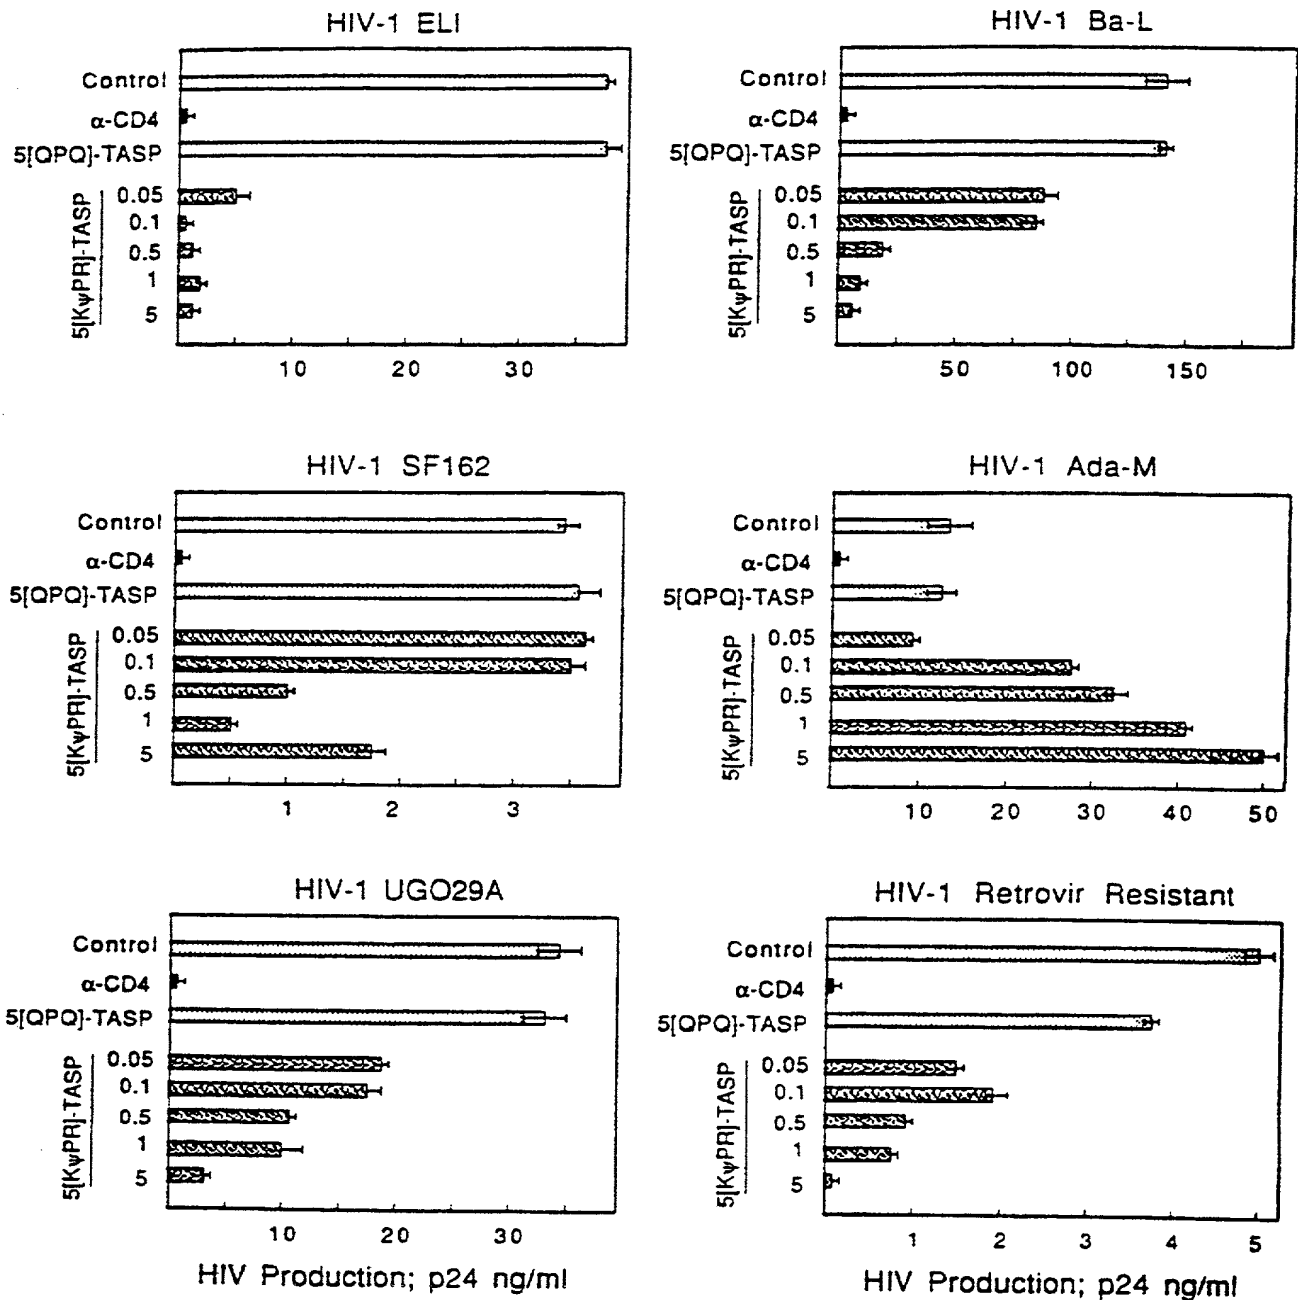 HIV-1 ELI
Control
α-CD4
5[QPQ]-TASP
5[KψPR]-TASP
0.05
0.1
0.5
1
5
10 20 30
HIV-1 Ba-L
Control
α-CD4
5[QPQ]-TASP
5[KψPR]-TASP
0.05
0.1
0.5
1
5
50 100 150
HIV-1 SF162
Control
α-CD4
5[QPQ]-TASP
5[KψPR]-TASP
0.05
0.1
0.5
1
5
1 2 3
HIV-1 Ada-M
Control
α-CD4
5[QPQ]-TASP
5[KψPR]-TASP
0.05
0.1
0.5
1
5
10 20 30 40 50
HIV-1 UGO29A
Control
α-CD4
5[QPQ]-TASP
5[KψPR]-TASP
0.05
0.1
0.5
1
5
10 20 30
HIV Production; p24 ng/ml
HIV-1 Retrovir Resistant
Control
α-CD4
5[QPQ]-TASP
5[KψPR]-TASP
0.05
0.1
0.5
1
5
1 2 3 4 5
HIV Production; p24 ng/ml